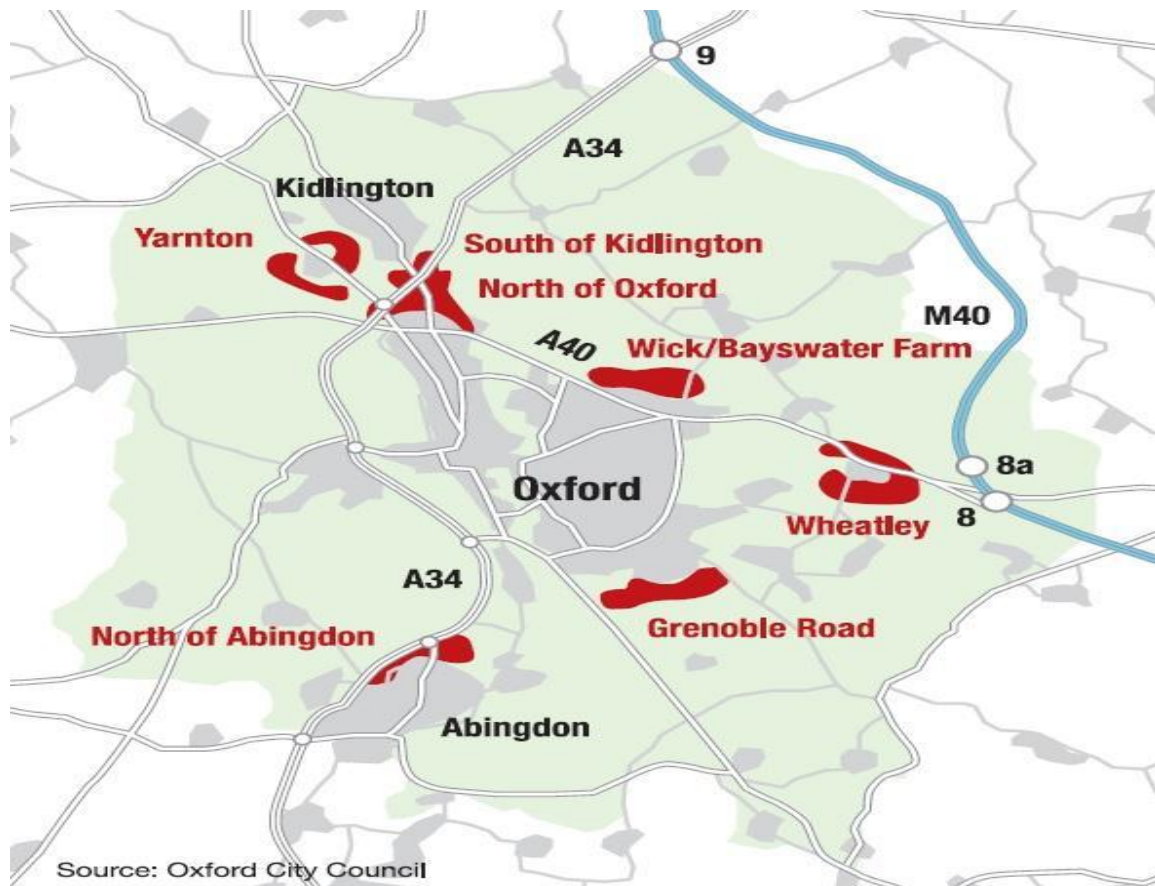 9
A34
Kidlington
Yarnton
South of Kidlington
North of Oxford
M40
A40
Wick/Bayswater Farm
8a
Oxford
8
Wheatley
A34
North of Abingdon
Grenoble Road
Abingdon
Source: Oxford City Council